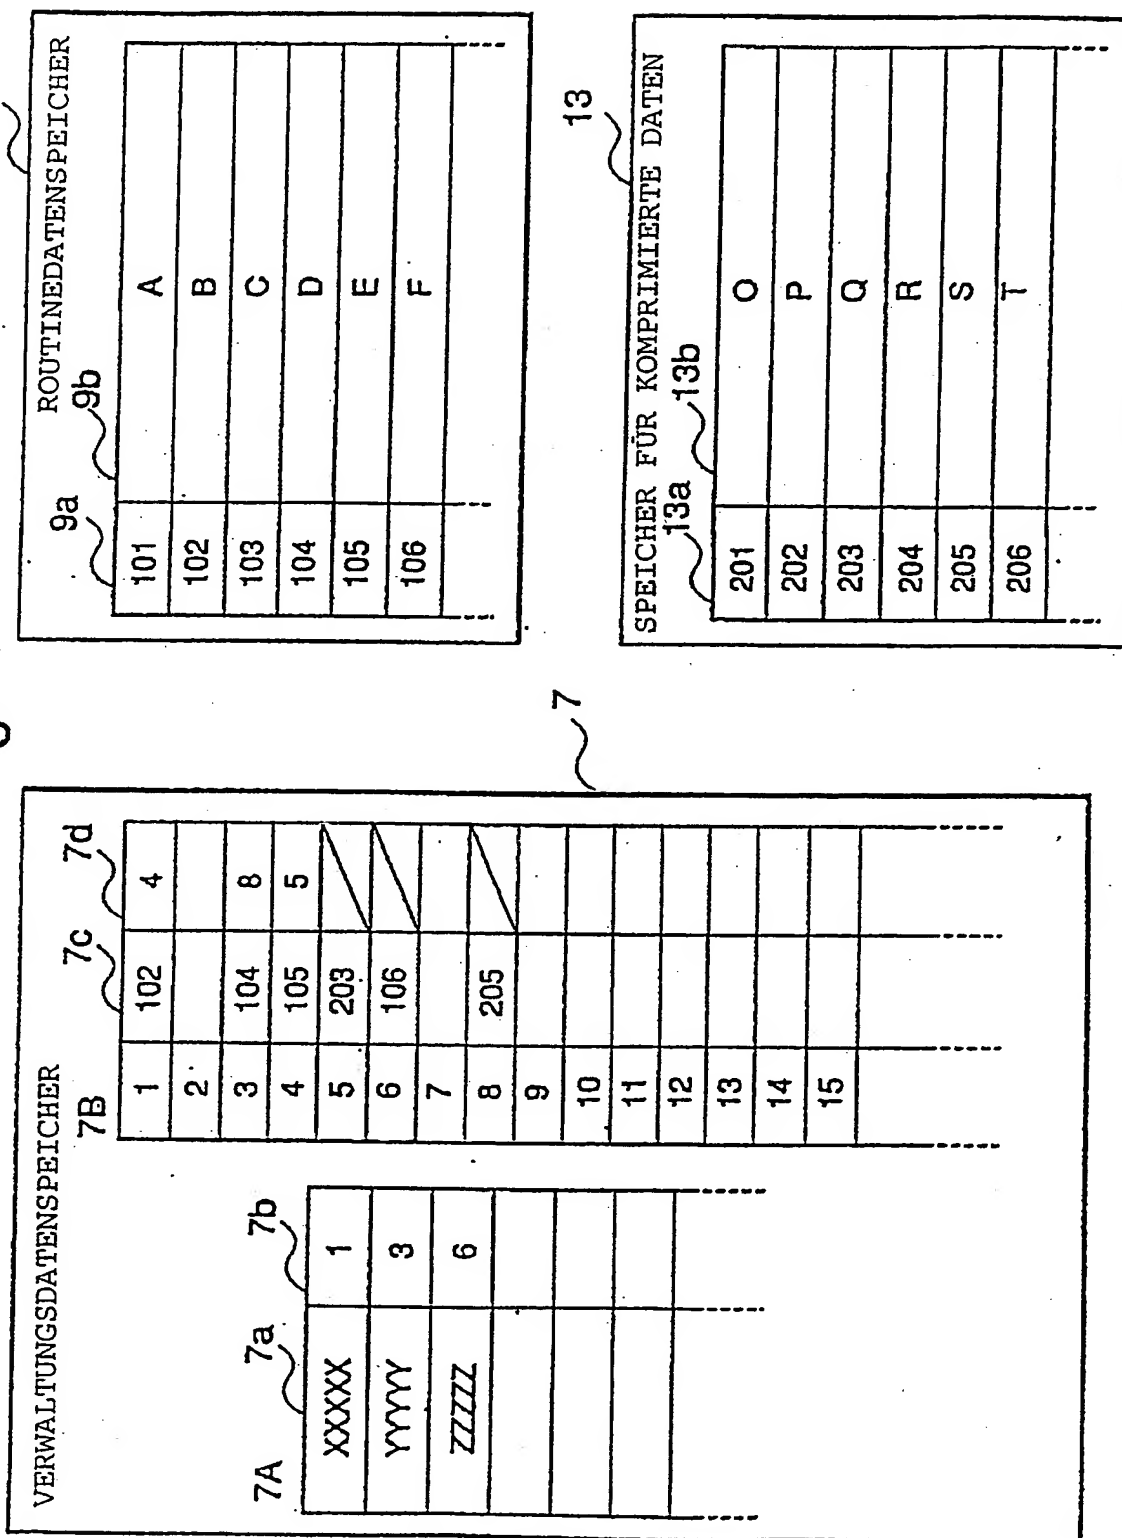 VERWALTUNGSDATENSPEICHER
7A
7a
7b
XXXXX 1
YYYYY 3
ZZZZZ 6
7B
7c
7d
1 102 4
2
3 104 8
4 105 5
5 203
6 106
7
8 205
9
10
11
12
13
14
15
7
ROUTINEDATENSPEICHER
9a
9b
101 A
102 B
103 C
104 D
105 E
106 F
13
SPEICHER FÜR KOMPRIMIERTE DATEN
13a
13b
201 O
202 P
203 Q
204 R
205 S
206 T